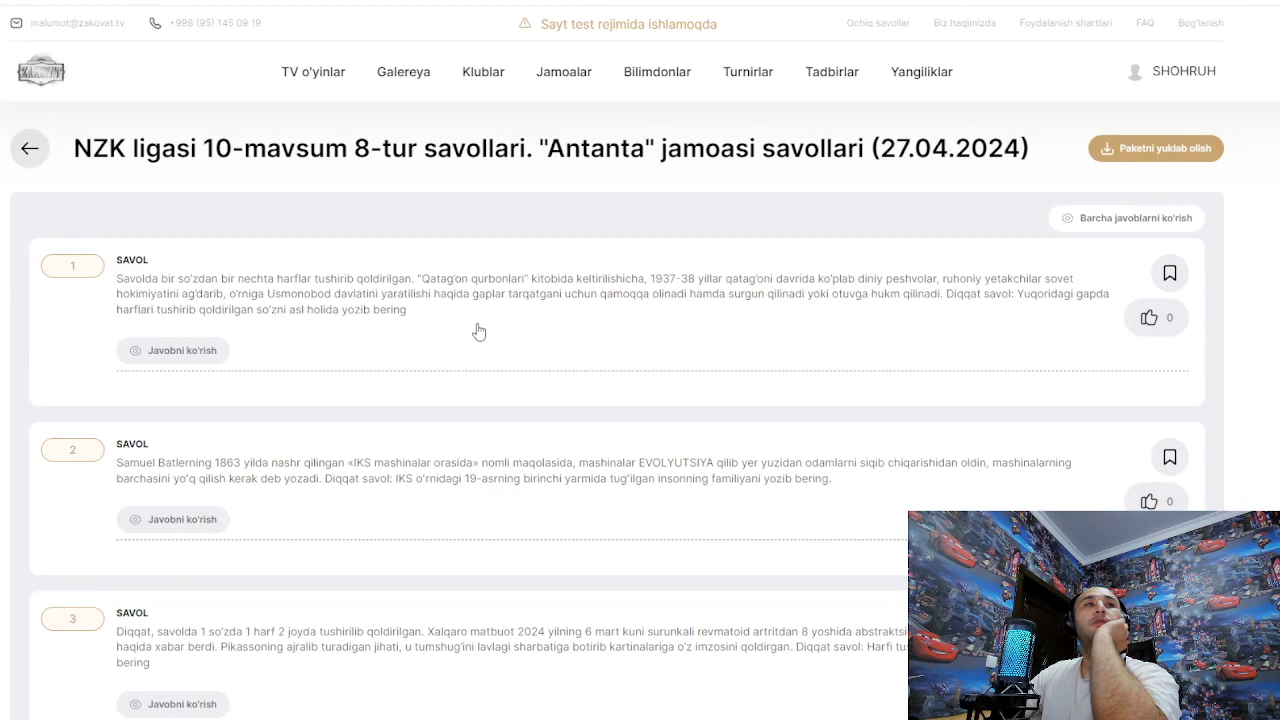 malumot@zakovat.tv
+998 (95) 145 09 19
Sayt test rejimida ishlamoqda
Ochiq savollar
Biz haqimizda
Foydalanish shartlari
FAQ
Bog'lanish
ZAKOVAT
TV o'yinlar
Galereya
Klublar
Jamoalar
Bilimdonlar
Turnirlar
Tadbirlar
Yangiliklar
SHOHRUH
NZK ligasi 10-mavsum 8-tur savollari. "Antanta" jamoasi savollari (27.04.2024)
Paketni yuklab olish
Barcha javoblarni ko'rish
1
SAVOL
Savolda bir so'zdan bir nechta harflar tushirib qoldirilgan. "Qatag'on qurbonlari" kitobida keltirilishicha, 1937-38 yillar qatag'oni davrida ko'plab diniy peshvolar, ruhoniy yetakchilar sovet
hokimiyatini ag'darib, o'rniga Usmonobod davlatini yaratilishi haqida gaplar tarqatgani uchun qamoqqa olinadi hamda surgun qilinadi yoki otuvga hukm qilinadi. Diqqat savol: Yuqoridagi gapda
harflari tushirib qoldirilgan so'zni asl holida yozib bering
0
Javobni ko'rish
2
SAVOL
Samuel Batlerning 1863 yilda nashr qilingan «IKS mashinalar orasida» nomli maqolasida, mashinalar EVOLYUTSIYA qilib yer yuzidan odamlarni siqib chiqarishidan oldin, mashinalarning
barchasini yo'q qilish kerak deb yozadi. Diqqat savol: IKS o'rnidagi 19-asrning birinchi yarmida tug'ilgan insonning familiyani yozib bering.
0
Javobni ko'rish
3
SAVOL
Diqqat, savolda 1 so'zda 1 harf 2 joyda tushirilib qoldirilgan. Xalqaro matbuot 2024 yilning 6 mart kuni surunkali revmatoid artritdan 8 yoshida abstraktsi
haqida xabar berdi. Pikassoning ajralib turadigan jihati, u tumshug'ini lavlagi sharbatiga botirib kartinalariga o'z imzosini qoldirgan. Diqqat savol: Harfi tus
bering
Javobni ko'rish